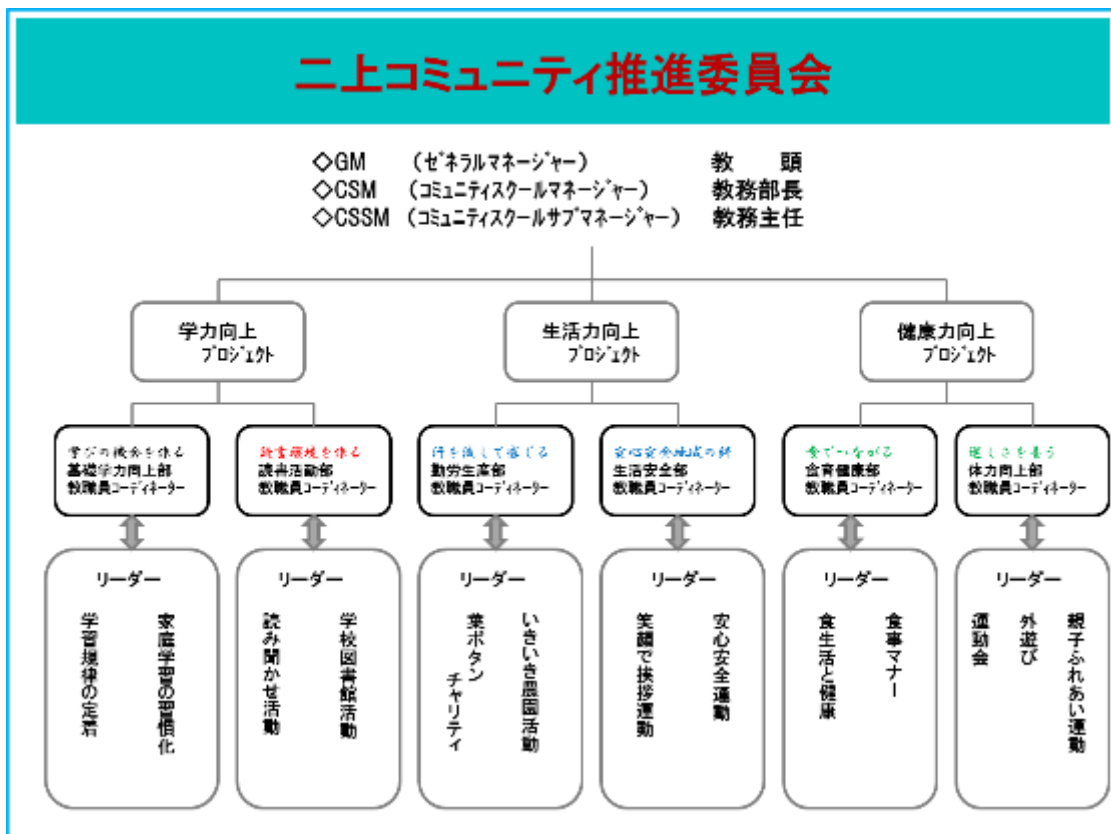 二上コミュニティ推進委員会
◇GM （ｾﾞﾈﾗﾙﾏﾈｰｼﾞｬｰ） 教　　頭
◇CSM （ｺﾐｭﾆﾃｨｽｸｰﾙﾏﾈｰｼﾞｬｰ） 教務部長
◇CSSM （ｺﾐｭﾆﾃｨｽｸｰﾙｻﾌﾞﾏﾈｰｼﾞｬｰ） 教務主任
学力向上
ﾌﾟﾛｼﾞｪｸﾄ
生活力向上
ﾌﾟﾛｼﾞｪｸﾄ
健康力向上
ﾌﾟﾛｼﾞｪｸﾄ
学びの機会を作る
基礎学力向上部
教職員ｺｰﾃﾞｨﾈｰﾀｰ
読書環境を作る
読書活動部
教職員ｺｰﾃﾞｨﾈｰﾀｰ
汗を流して感じる
勤労生産部
教職員ｺｰﾃﾞｨﾈｰﾀｰ
安心安全地域の絆
生活安全部
教職員ｺｰﾃﾞｨﾈｰﾀｰ
食でつながる
食育健康部
教職員ｺｰﾃﾞｨﾈｰﾀｰ
逞しさを養う
体力向上部
教職員ｺｰﾃﾞｨﾈｰﾀｰ
リーダー
家庭学習の習慣化
学習規律の定着
リーダー
学校図書館活動
読み聞かせ活動
リーダー
いきいき農園活動
葉ボタン
チャリティ
リーダー
安心安全運動
笑顔で挨拶運動
リーダー
食事マナー
食生活と健康
リーダー
親子ふれあい運動
外遊び
運動会